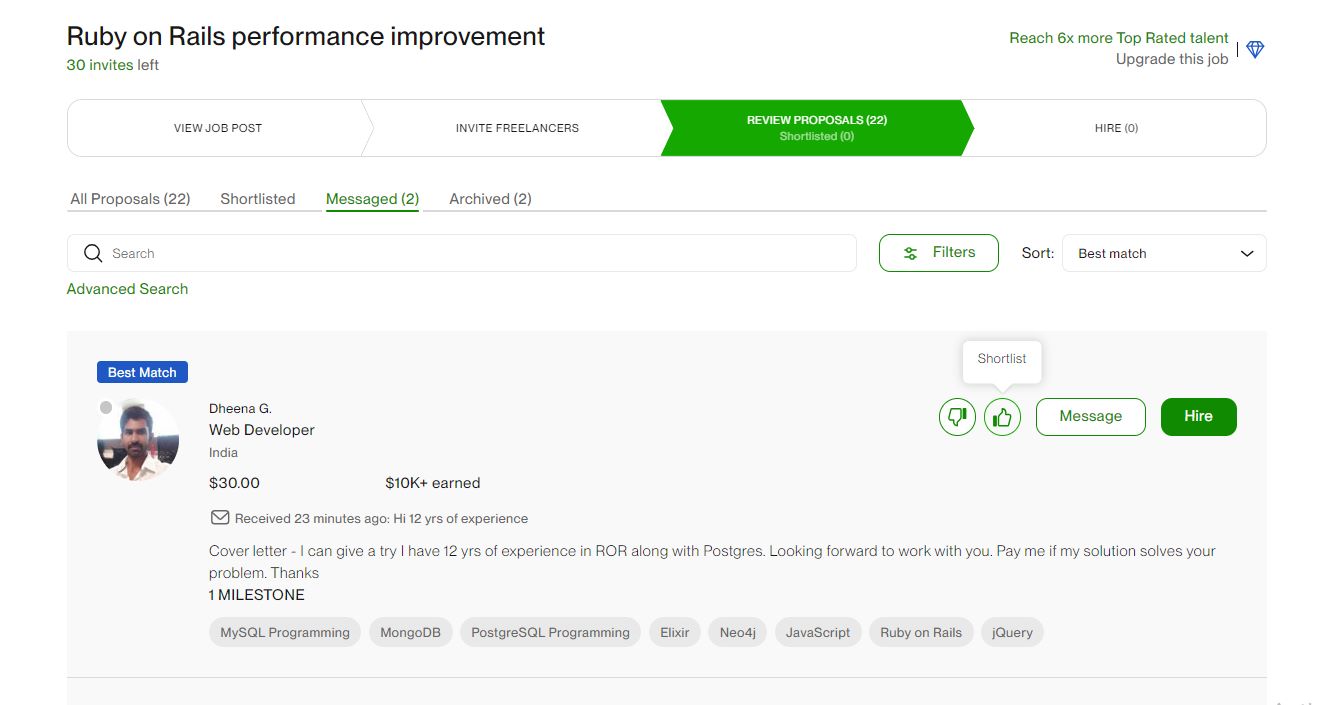 Ruby on Rails performance improvement
30 invites left
Reach 6x more Top Rated talent
Upgrade this job
VIEW JOB POST
INVITE FREELANCERS
REVIEW PROPOSALS (22)
Shortlisted (0)
HIRE (0)
All Proposals (22)
Shortlisted
Messaged (2)
Archived (2)
Search
Filters
Sort:
Best match
Advanced Search
Best Match
Shortlist
Dheena G.
Web Developer
India
Message
Hire
$30.00
$10K+ earned
Received 23 minutes ago: Hi 12 yrs of experience
Cover letter - I can give a try I have 12 yrs of experience in ROR along with Postgres. Looking forward to work with you. Pay me if my solution solves your
problem. Thanks
1 MILESTONE
MySQL Programming
MongoDB
PostgreSQL Programming
Elixir
Neo4j
JavaScript
Ruby on Rails
jQuery